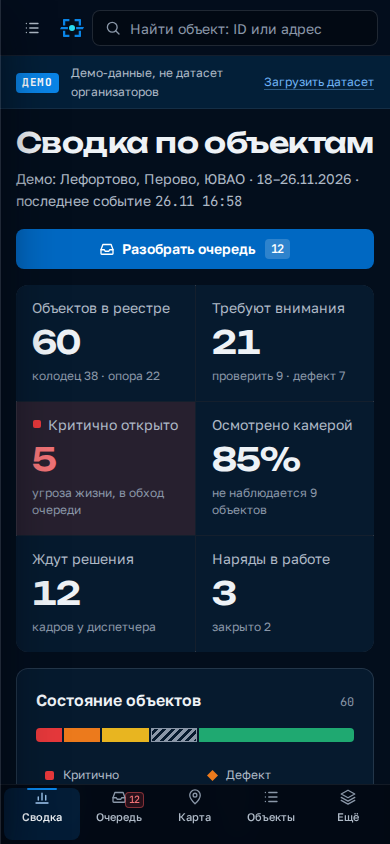 Найти объект: ID или адрес
ДЕМО
Демо-данные, не датасет
организаторов
Загрузить датасет
Сводка по объектам
Демо: Лефортово, Перово, ЮВАО · 18–26.11.2026 ·
последнее событие 26.11 16:58
Разобрать очередь 12
Объектов в реестре
60
колодец 38 · опора 22
Требуют внимания
21
проверить 9 · дефект 7
Критично открыто
5
угроза жизни, в обход
очереди
Осмотрено камерой
85%
не наблюдается 9
объектов
Ждут решения
12
кадров у диспетчера
Наряды в работе
3
закрыто 2
Состояние объектов 60
Критично
Дефект
Сводка
12
Очередь
Карта
Объекты
Ещё